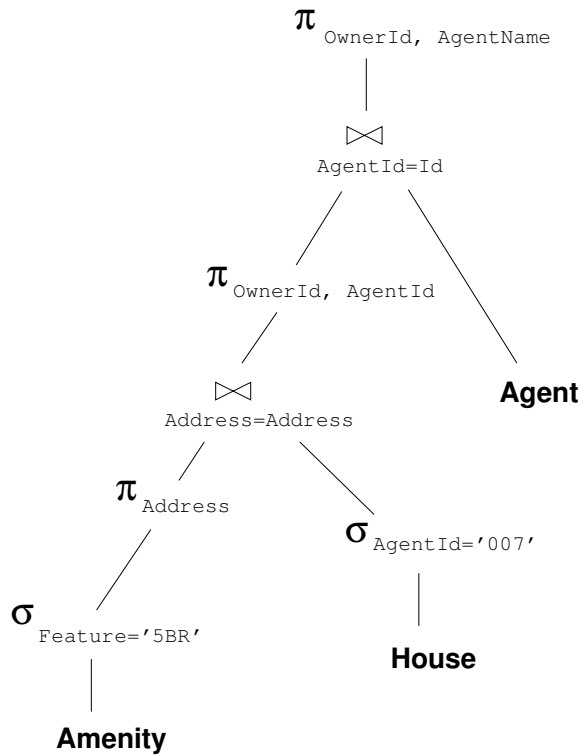 π OwnerId, AgentName
⋈
AgentId=Id
π OwnerId, AgentId
⋈
Agent
Address=Address
π Address
σ AgentId='007'
σ Feature='5BR'
House
Amenity